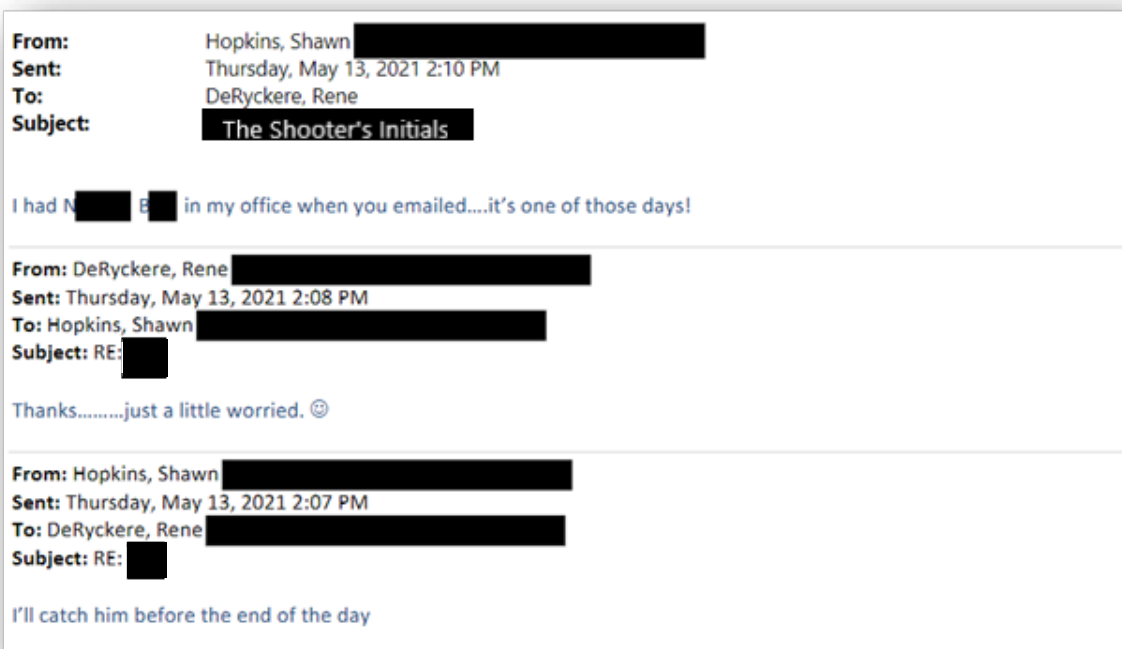 From: Hopkins, Shawn
Sent: Thursday, May 13, 2021 2:10 PM
To: DeRyckere, Rene
Subject: The Shooter's Initials
I had N B in my office when you emailed....it's one of those days!
From: DeRyckere, Rene
Sent: Thursday, May 13, 2021 2:08 PM
To: Hopkins, Shawn
Subject: RE:
Thanks.........just a little worried. ☺
From: Hopkins, Shawn
Sent: Thursday, May 13, 2021 2:07 PM
To: DeRyckere, Rene
Subject: RE:
I'll catch him before the end of the day